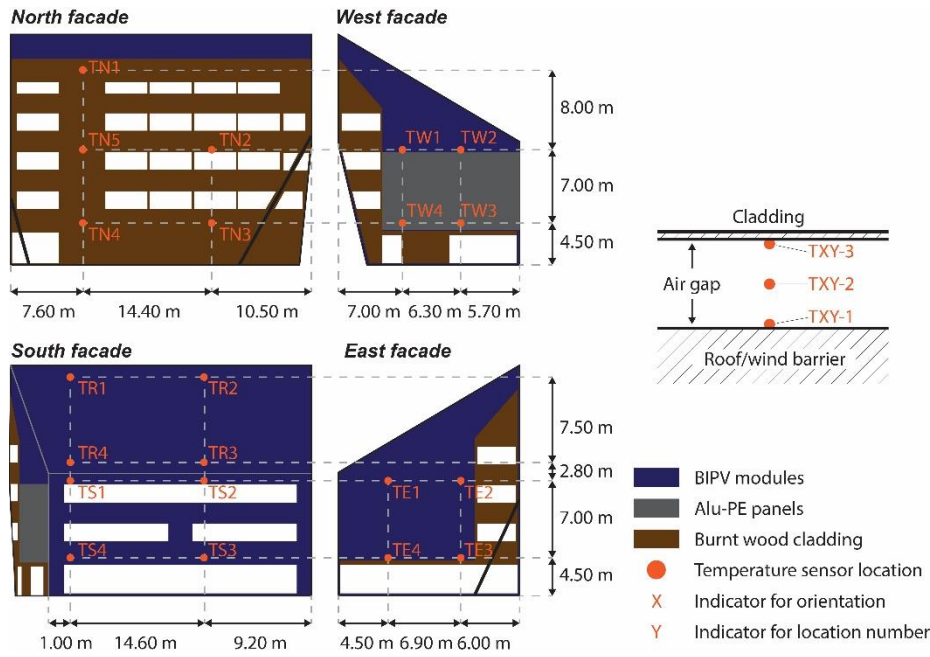 North facade
West facade
TN1
8.00 m
TN5
TN2
TW1
TW2
7.00 m
TN4
TN3
TW4
TW3
4.50 m
7.60 m
14.40 m
10.50 m
7.00 m
6.30 m
5.70 m
Cladding
TXY-3
Air gap
TXY-2
TXY-1
Roof/wind barrier
South facade
East facade
TR1
TR2
7.50 m
TR4
TR3
2.80 m
TS1
TS2
TE1
TE2
7.00 m
TS4
TS3
TE4
TE3
4.50 m
1.00 m
14.60 m
9.20 m
4.50 m
6.90 m
6.00 m
BIPV modules
Alu-PE panels
Burnt wood cladding
Temperature sensor location
X Indicator for orientation
Y Indicator for location number